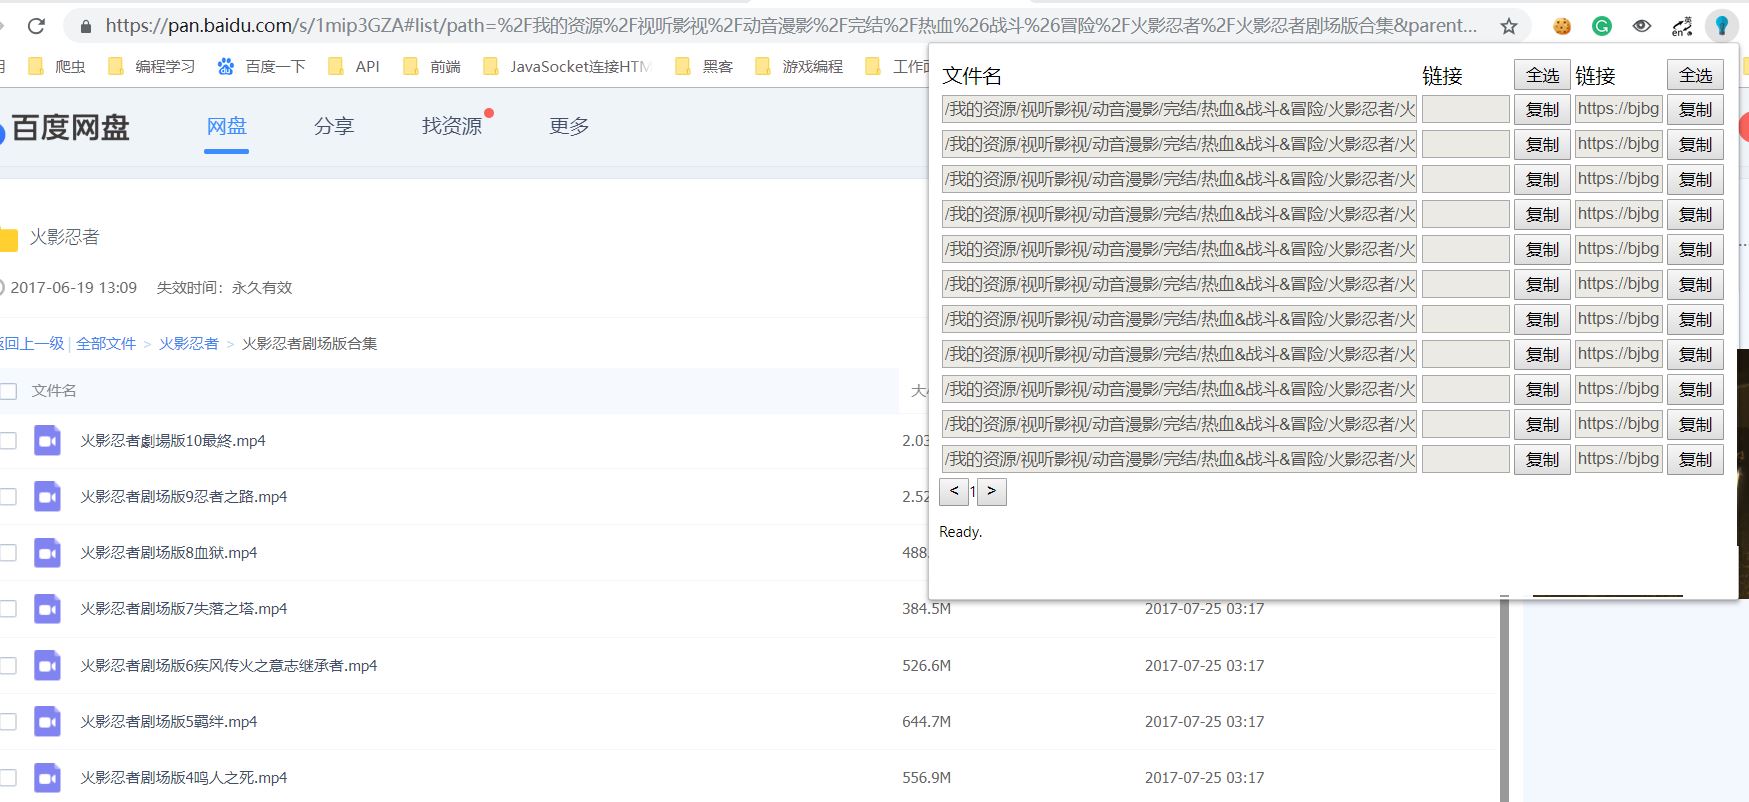 https://pan.baidu.com/s/1mip3GZA#list/path=%2F我的资源%2F视听影视%2F动音漫影%2F完结%2F热血%26战斗%26冒险%2F火影忍者%2F火影忍者剧场版合集&parent...
爬虫 编程学习 百度一下 API 前端 JavaSocket连接HTM 黑客 游戏编程 工作
百度网盘 网盘 分享 找资源 更多
火影忍者
2017-06-19 13:09 失效时间：永久有效
返回上一级 | 全部文件 > 火影忍者 > 火影忍者剧场版合集
文件名
火影忍者劇場版10最終.mp4 2.03
火影忍者剧场版9忍者之路.mp4 2.52
火影忍者剧场版8血狱.mp4 488.
火影忍者剧场版7失落之塔.mp4 384.5M 2017-07-25 03:17
火影忍者剧场版6疾风传火之意志继承者.mp4 526.6M 2017-07-25 03:17
火影忍者剧场版5羁绊.mp4 644.7M 2017-07-25 03:17
火影忍者剧场版4鸣人之死.mp4 556.9M 2017-07-25 03:17
文件名 链接 全选 链接 全选
/我的资源/视听影视/动音漫影/完结/热血&战斗&冒险/火影忍者/火 复制 https://bjbg 复制
/我的资源/视听影视/动音漫影/完结/热血&战斗&冒险/火影忍者/火 复制 https://bjbg 复制
/我的资源/视听影视/动音漫影/完结/热血&战斗&冒险/火影忍者/火 复制 https://bjbg 复制
/我的资源/视听影视/动音漫影/完结/热血&战斗&冒险/火影忍者/火 复制 https://bjbg 复制
/我的资源/视听影视/动音漫影/完结/热血&战斗&冒险/火影忍者/火 复制 https://bjbg 复制
/我的资源/视听影视/动音漫影/完结/热血&战斗&冒险/火影忍者/火 复制 https://bjbg 复制
/我的资源/视听影视/动音漫影/完结/热血&战斗&冒险/火影忍者/火 复制 https://bjbg 复制
/我的资源/视听影视/动音漫影/完结/热血&战斗&冒险/火影忍者/火 复制 https://bjbg 复制
/我的资源/视听影视/动音漫影/完结/热血&战斗&冒险/火影忍者/火 复制 https://bjbg 复制
/我的资源/视听影视/动音漫影/完结/热血&战斗&冒险/火影忍者/火 复制 https://bjbg 复制
/我的资源/视听影视/动音漫影/完结/热血&战斗&冒险/火影忍者/火 复制 https://bjbg 复制
< 1 >
Ready.